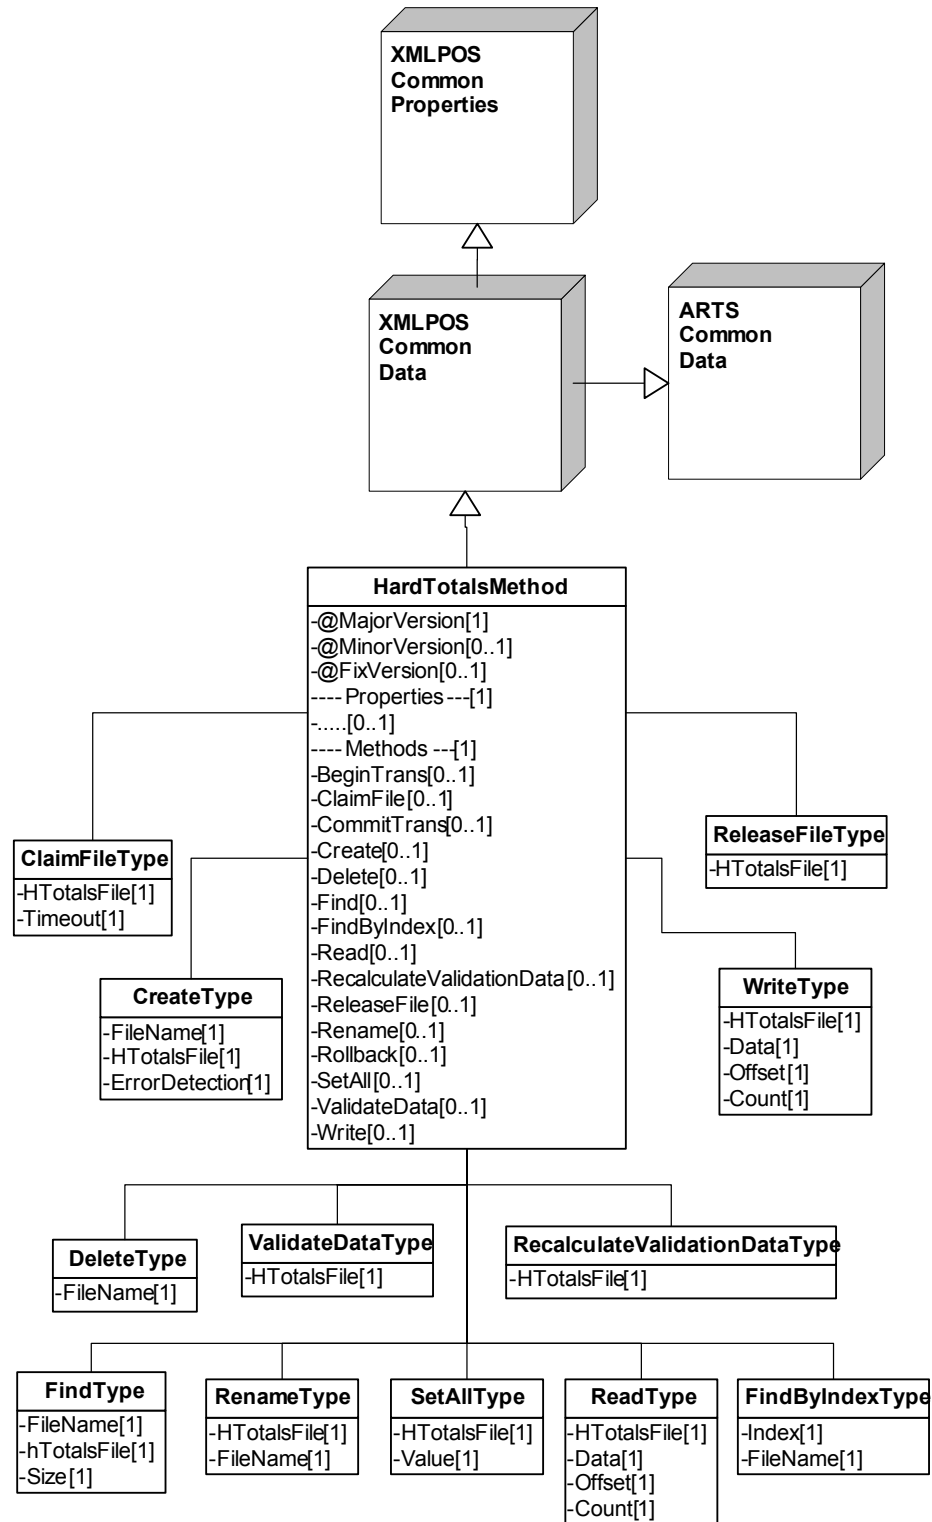 XMLPOS
Common
Properties
XMLPOS
Common
Data
ARTS
Common
Data
HardTotalsMethod
-@MajorVersion[1]
-@MinorVersion[0..1]
-@FixVersion[0..1]
---- Properties ---[1]
-.....[0..1]
---- Methods ---[1]
-BeginTrans[0..1]
-ClaimFile[0..1]
-CommitTrans[0..1]
-Create[0..1]
-Delete[0..1]
-Find[0..1]
-FindByIndex[0..1]
-Read[0..1]
-RecalculateValidationData[0..1]
-ReleaseFile[0..1]
-Rename[0..1]
-Rollback[0..1]
-SetAll[0..1]
-ValidateData[0..1]
-Write[0..1]
ClaimFileType
-HTotalsFile[1]
-Timeout[1]
CreateType
-FileName[1]
-HTotalsFile[1]
-ErrorDetection[1]
ReleaseFileType
-HTotalsFile[1]
WriteType
-HTotalsFile[1]
-Data[1]
-Offset[1]
-Count[1]
DeleteType
-FileName[1]
ValidateDataType
-HTotalsFile[1]
RecalculateValidationDataType
-HTotalsFile[1]
FindType
-FileName[1]
-hTotalsFile[1]
-Size[1]
RenameType
-HTotalsFile[1]
-FileName[1]
SetAllType
-HTotalsFile[1]
-Value[1]
ReadType
-HTotalsFile[1]
-Data[1]
-Offset[1]
-Count[1]
FindByIndexType
-Index[1]
-FileName[1]